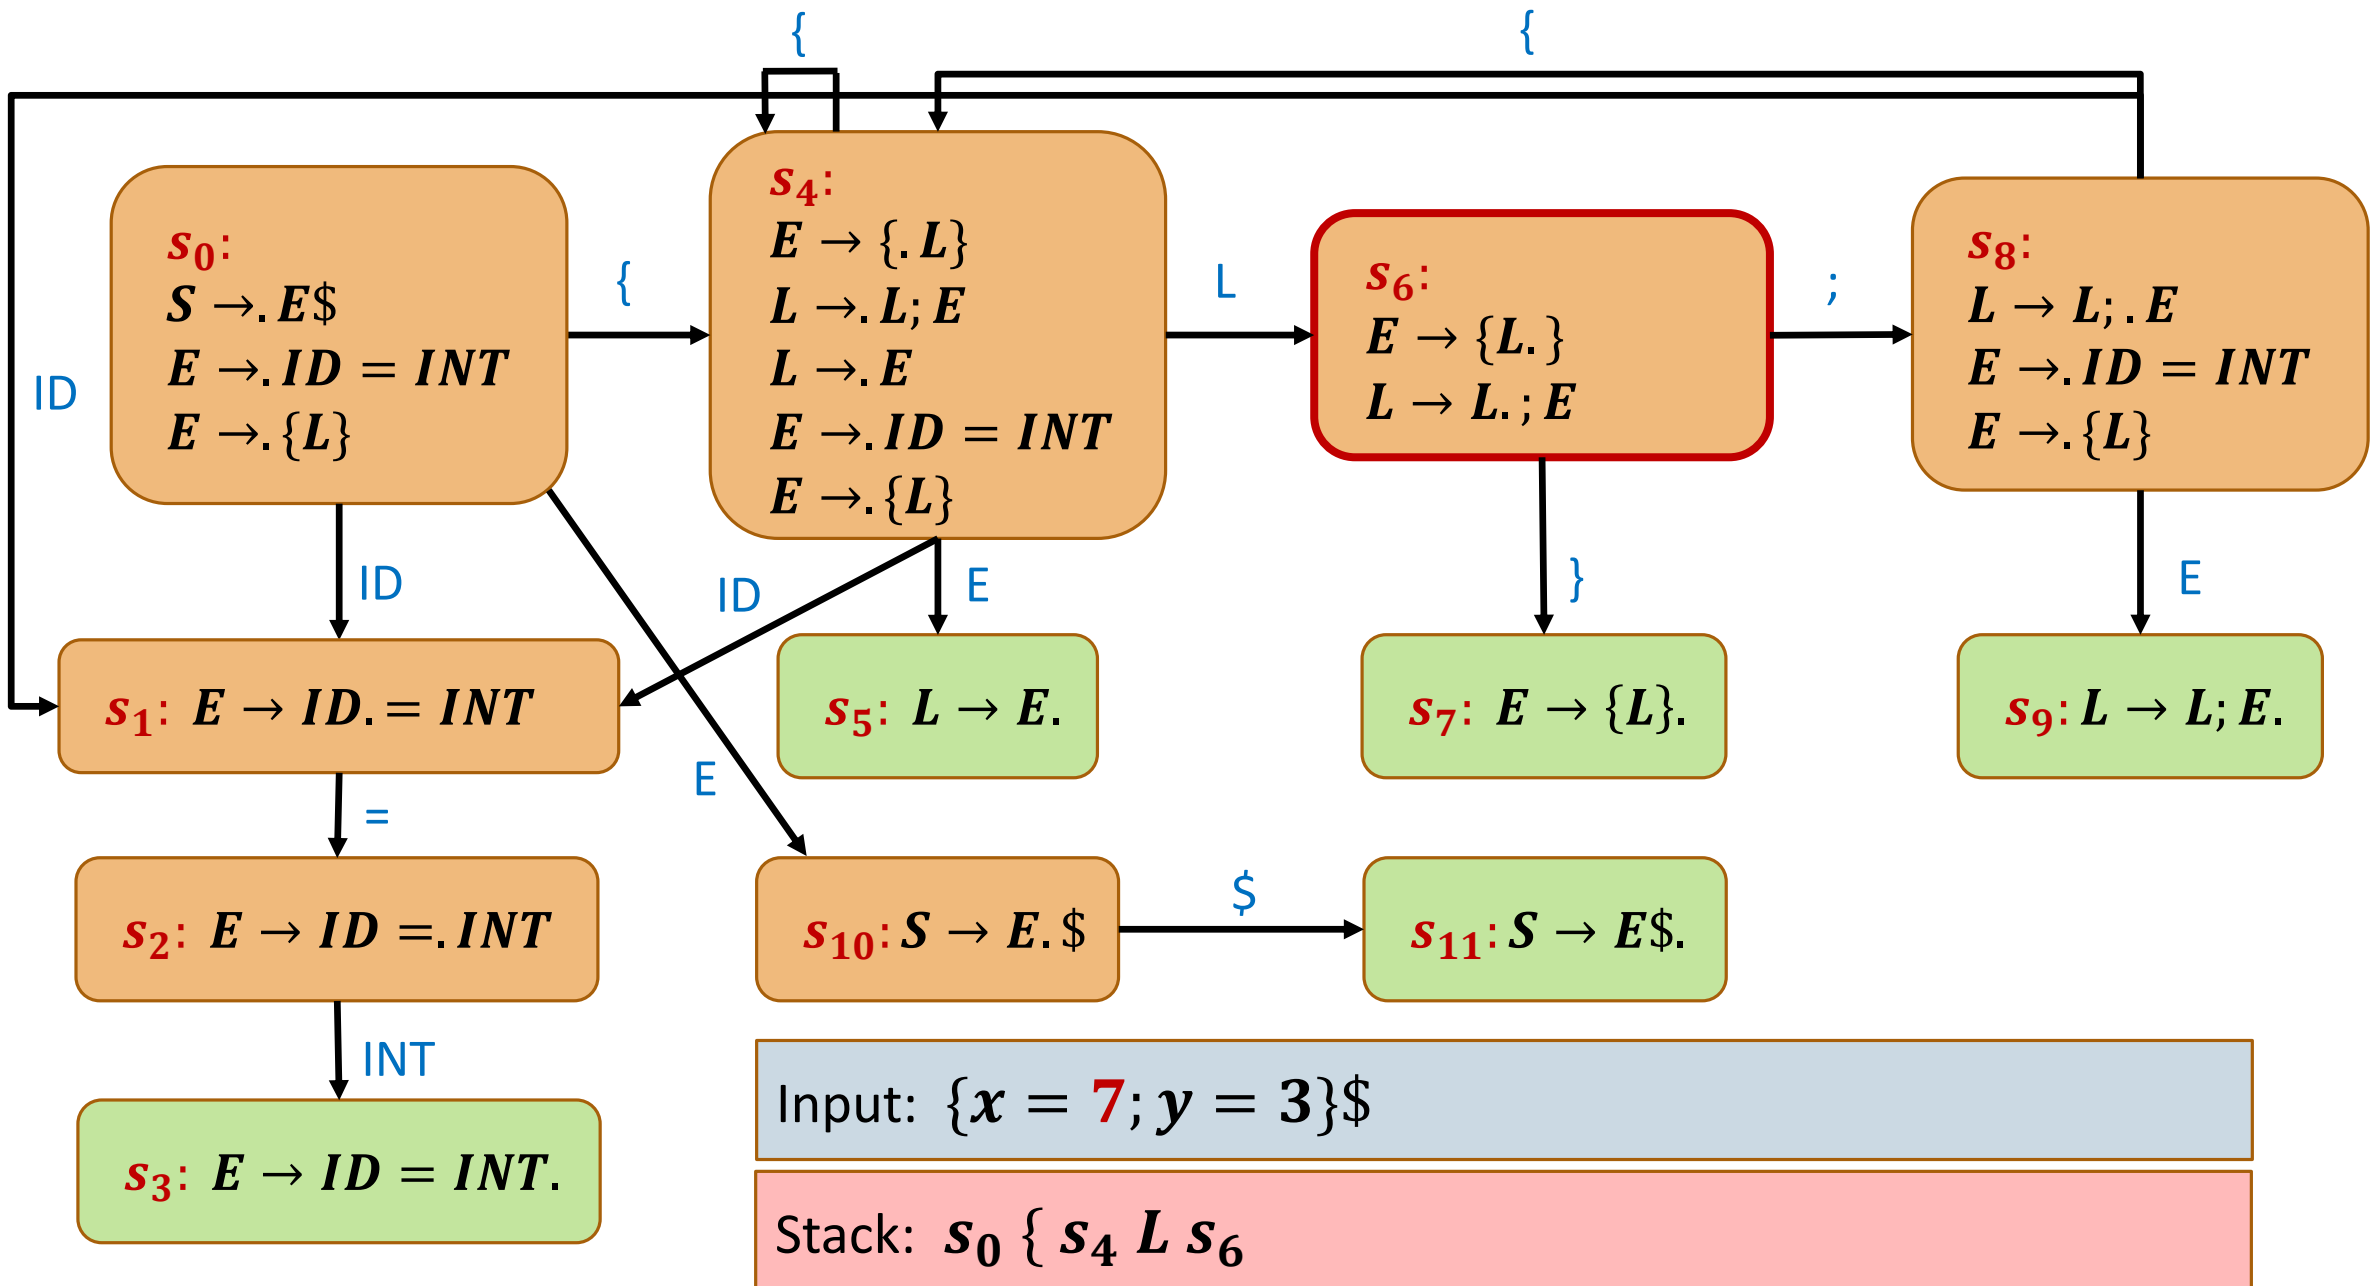 {
{
s₀:
S →. E$
E →. ID = INT
E →. {L}
{
s₄:
E → {. L}
L →. L; E
L →. E
E →. ID = INT
E →. {L}
L
s₆:
E → {L. }
L → L. ; E
;
s₈:
L → L; . E
E →. ID = INT
E →. {L}
ID
ID
ID
E
}
E
s₁: E → ID. = INT
s₅: L → E.
s₇: E → {L}.
s₉: L → L; E.
E
=
s₂: E → ID =. INT
s₁₀: S → E. $
$
s₁₁: S → E$.
INT
s₃: E → ID = INT.
Input: {x = 7; y = 3}$
Stack: s₀ { s₄ L s₆